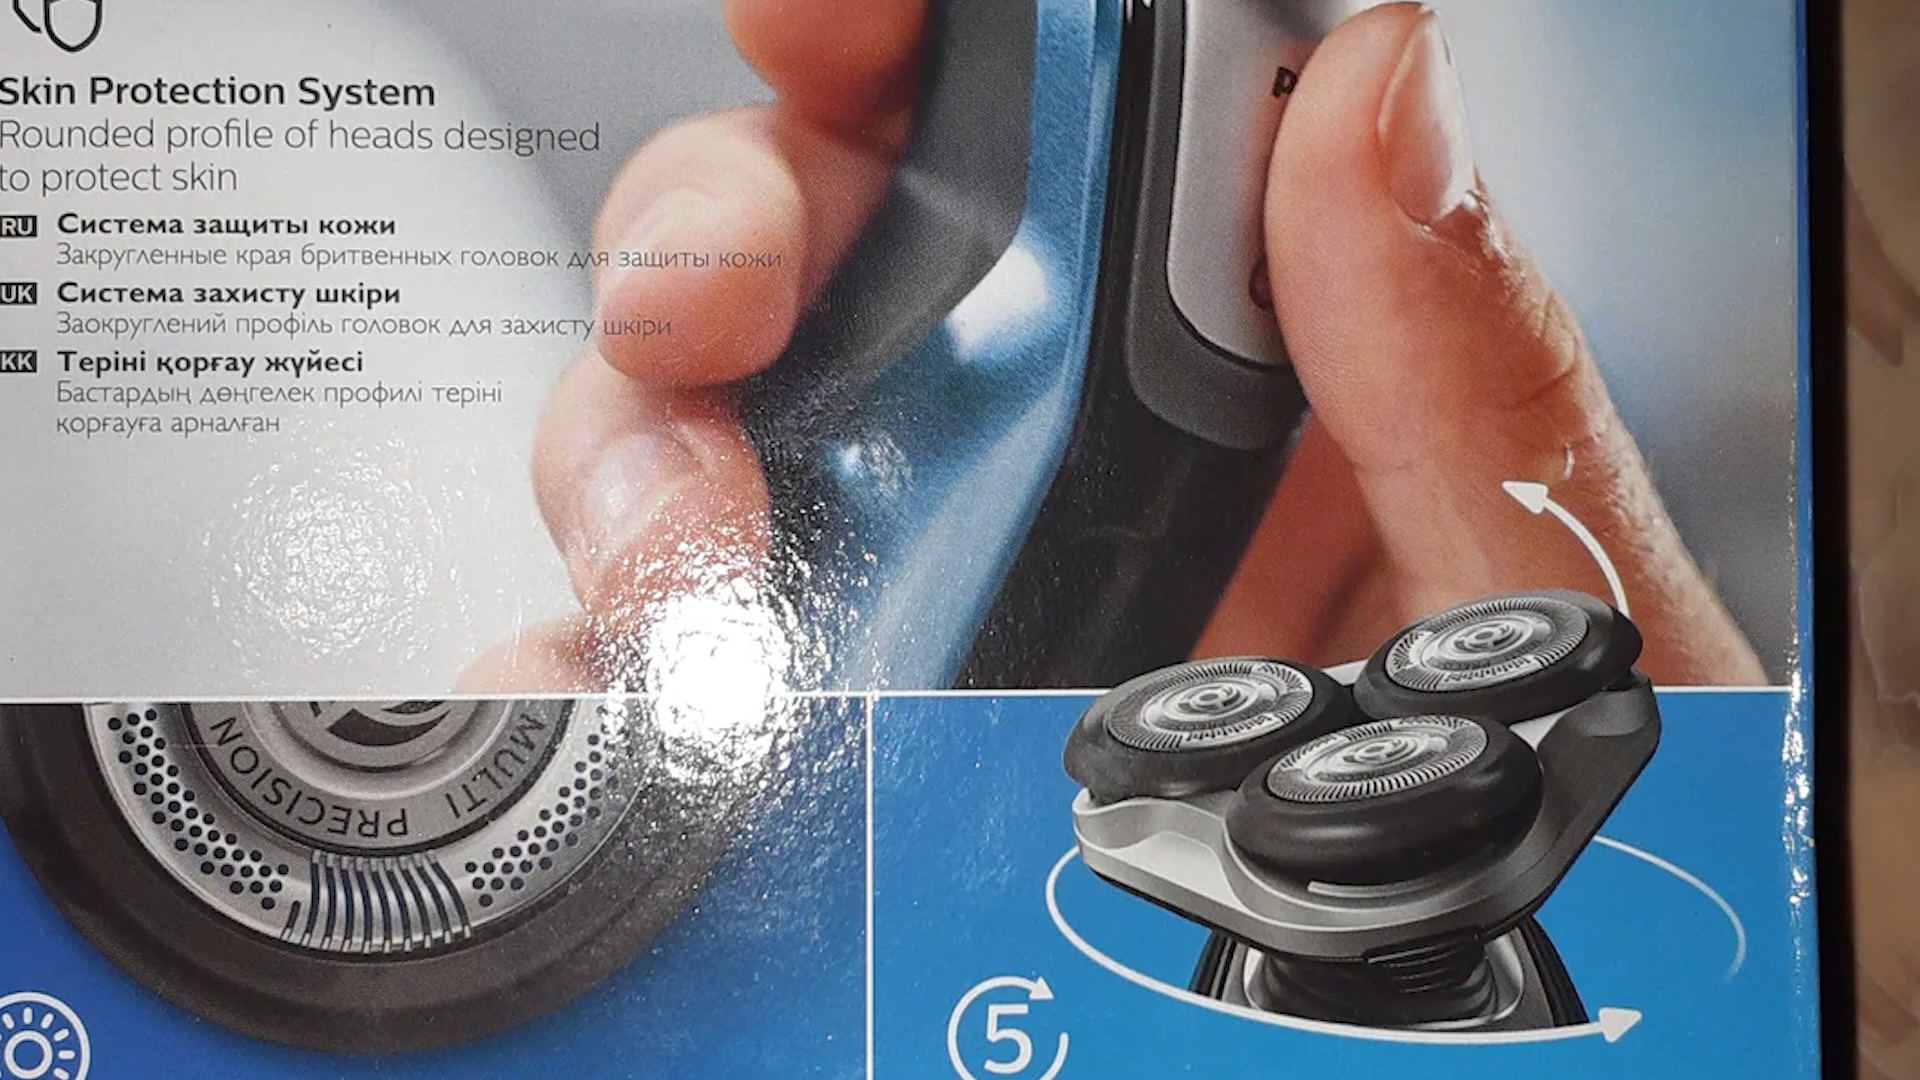 Skin Protection System
Rounded profile of heads designed
to protect skin
RU Система защиты кожи
Закругленные края бритвенных головок для защиты кожи
UK Система захисту шкіри
Заокруглений профіль головок для захисту шкіри
KK Теріні қорғау жүйесі
Бастардың дөңгелек профилі теріні
қорғауға арналған
MULTI PRECISION
5